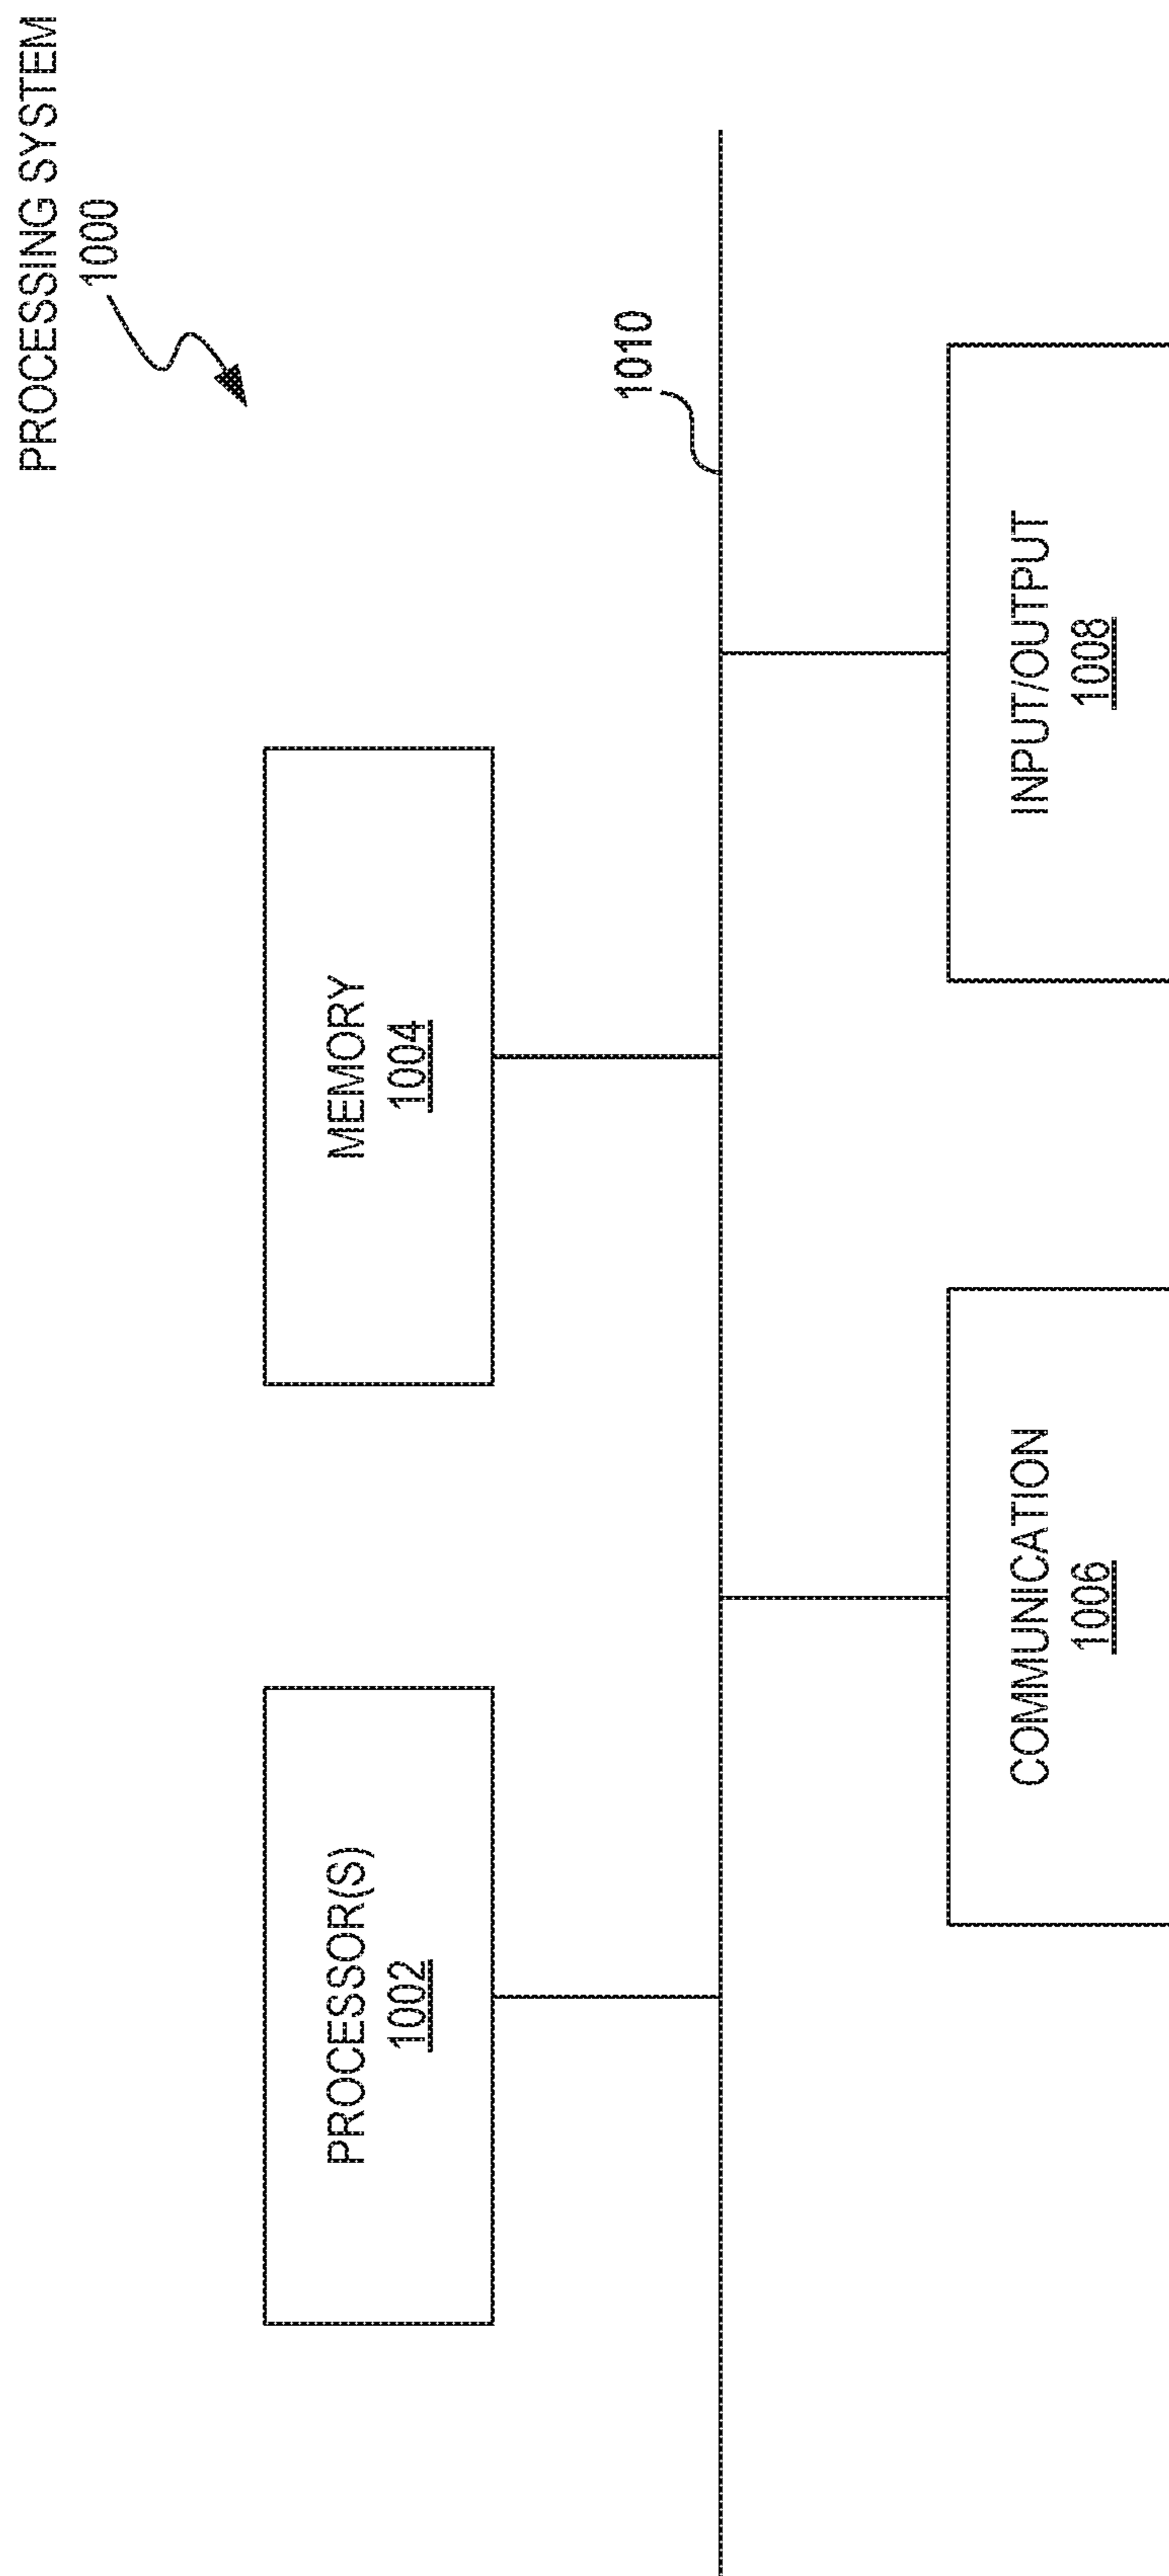 PROCESSING SYSTEM
1000
PROCESSOR(S)
1002
MEMORY
1004
1010
COMMUNICATION
1006
INPUT/OUTPUT
1008